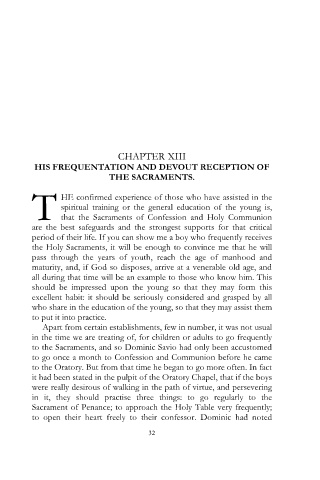 CHAPTER XIII
HIS FREQUENTATION AND DEVOUT RECEPTION OF
THE SACRAMENTS.
THE confirmed experience of those who have assisted in the
spiritual training or the general education of the young is,
that the Sacraments of Confession and Holy Communion
are the best safeguards and the strongest supports for that critical
period of their life. If you can show me a boy who frequently receives
the Holy Sacraments, it will be enough to convince me that he will
pass through the years of youth, reach the age of manhood and
maturity, and, if God so disposes, arrive at a venerable old age, and
all during that time will be an example to those who know him. This
should be impressed upon the young so that they may form this
excellent habit: it should be seriously considered and grasped by all
who share in the education of the young, so that they may assist them
to put it into practice.
Apart from certain establishments, few in number, it was not usual
in the time we are treating of, for children or adults to go frequently
to the Sacraments, and so Dominic Savio had only been accustomed
to go once a month to Confession and Communion before he came
to the Oratory. But from that time he began to go more often. In fact
it had been stated in the pulpit of the Oratory Chapel, that if the boys
were really desirous of walking in the path of virtue, and persevering
in it, they should practise three things: to go regularly to the
Sacrament of Penance; to approach the Holy Table very frequently;
to open their heart freely to their confessor. Dominic had noted
32